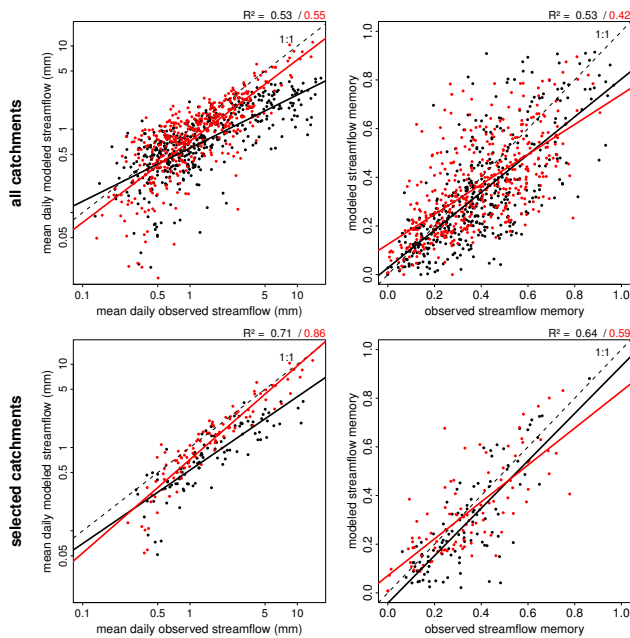 R² = 0.53 / 0.55
R² = 0.53 / 0.42
all catchments
mean daily modeled streamflow (mm)
10
5
1
0.5
0.05
1:1
0.1 0.5 1 5 10
mean daily observed streamflow (mm)
modeled streamflow memory
1.0
0.8
0.6
0.4
0.2
0.0
1:1
0.0 0.2 0.4 0.6 0.8 1.0
observed streamflow memory
R² = 0.71 / 0.86
R² = 0.64 / 0.59
selected catchments
mean daily modeled streamflow (mm)
10
5
1
0.5
0.05
1:1
0.1 0.5 1 5 10
mean daily observed streamflow (mm)
modeled streamflow memory
1.0
0.8
0.6
0.4
0.2
0.0
1:1
0.0 0.2 0.4 0.6 0.8 1.0
observed streamflow memory